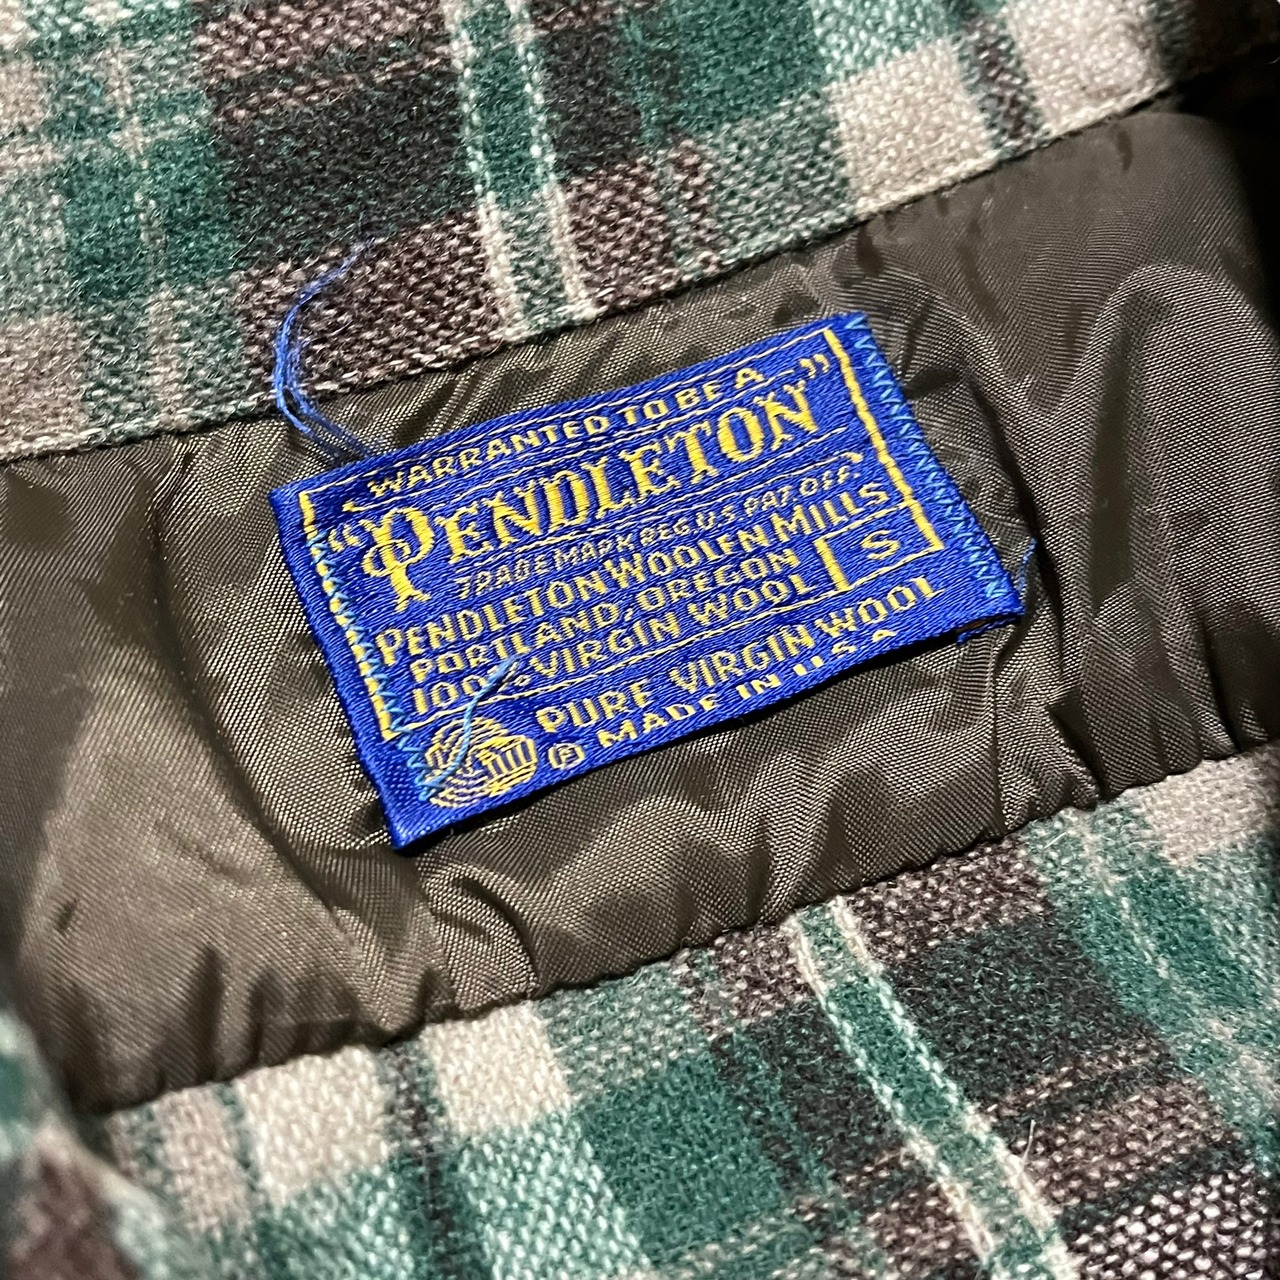 WARRANTED TO BE A
"PENDLETON"
TRADE MARK REG. U.S. PAT. OFF.
PENDLETON WOOLEN MILLS
PORTLAND, OREGON
100% VIRGIN WOOL
S
PURE VIRGIN WOOL
Ⓕ MADE IN U S A